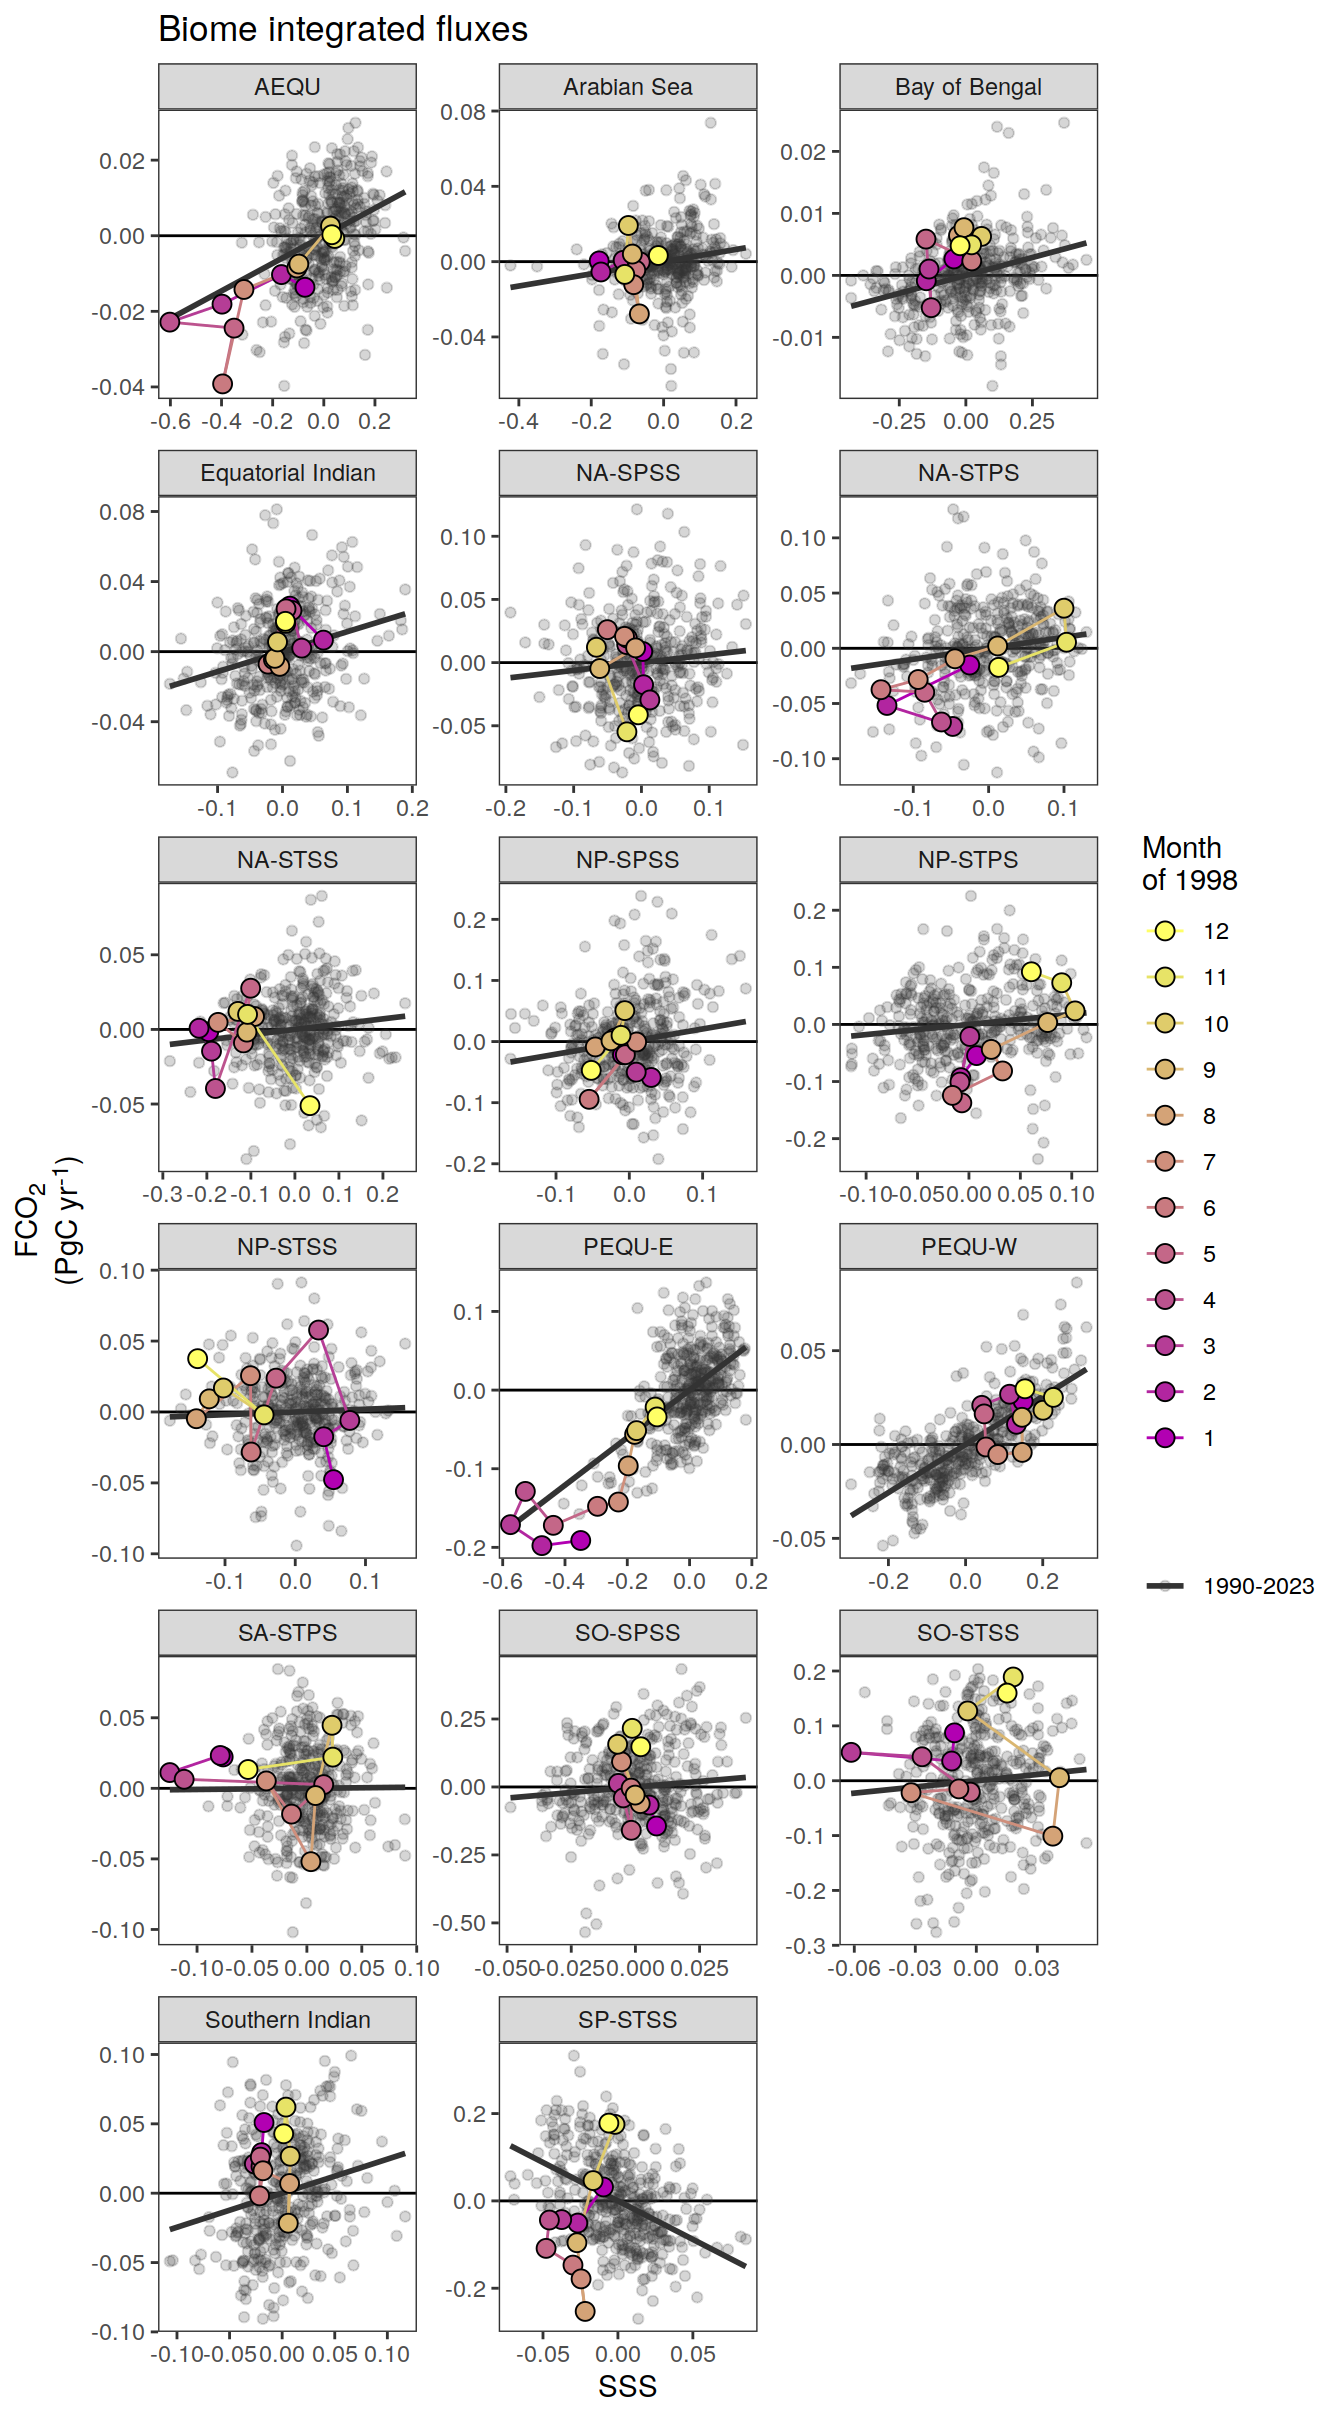 Biome integrated fluxes
AEQU Arabian Sea Bay of Bengal
0.02 0.00 -0.02 -0.04
-0.6 -0.4 -0.2 0.0 0.2
0.08 0.04 0.00 -0.04
-0.4 -0.2 0.0 0.2
0.02 0.01 0.00 -0.01
-0.25 0.00 0.25
Equatorial Indian NA-SPSS NA-STPS
0.08 0.04 0.00 -0.04
-0.1 0.0 0.1 0.2
0.10 0.05 0.00 -0.05
-0.2 -0.1 0.0 0.1
0.10 0.05 0.00 -0.05 -0.10
-0.1 0.0 0.1
NA-STSS NP-SPSS NP-STPS
0.05 0.00 -0.05
-0.3 -0.2 -0.1 0.0 0.1 0.2
0.2 0.1 0.0 -0.1 -0.2
-0.1 0.0 0.1
0.2 0.1 0.0 -0.1 -0.2
-0.10 -0.05 0.00 0.05 0.10
NP-STSS PEQU-E PEQU-W
0.10 0.05 0.00 -0.05 -0.10
-0.1 0.0 0.1
0.1 0.0 -0.1 -0.2
-0.6 -0.4 -0.2 0.0 0.2
0.05 0.00 -0.05
-0.2 0.0 0.2
SA-STPS SO-SPSS SO-STSS
0.05 0.00 -0.05 -0.10
-0.10 -0.05 0.00 0.05 0.10
0.25 0.00 -0.25 -0.50
-0.050 -0.025 0.000 0.025
0.2 0.1 0.0 -0.1 -0.2 -0.3
-0.06 -0.03 0.00 0.03
Southern Indian SP-STSS
0.10 0.05 0.00 -0.05 -0.10
-0.10 -0.05 0.00 0.05 0.10
0.2 0.0 -0.2
-0.05 0.00 0.05
SSS
FCO₂
(PgC yr⁻¹)
Month
of 1998
12
11
10
9
8
7
6
5
4
3
2
1
1990-2023